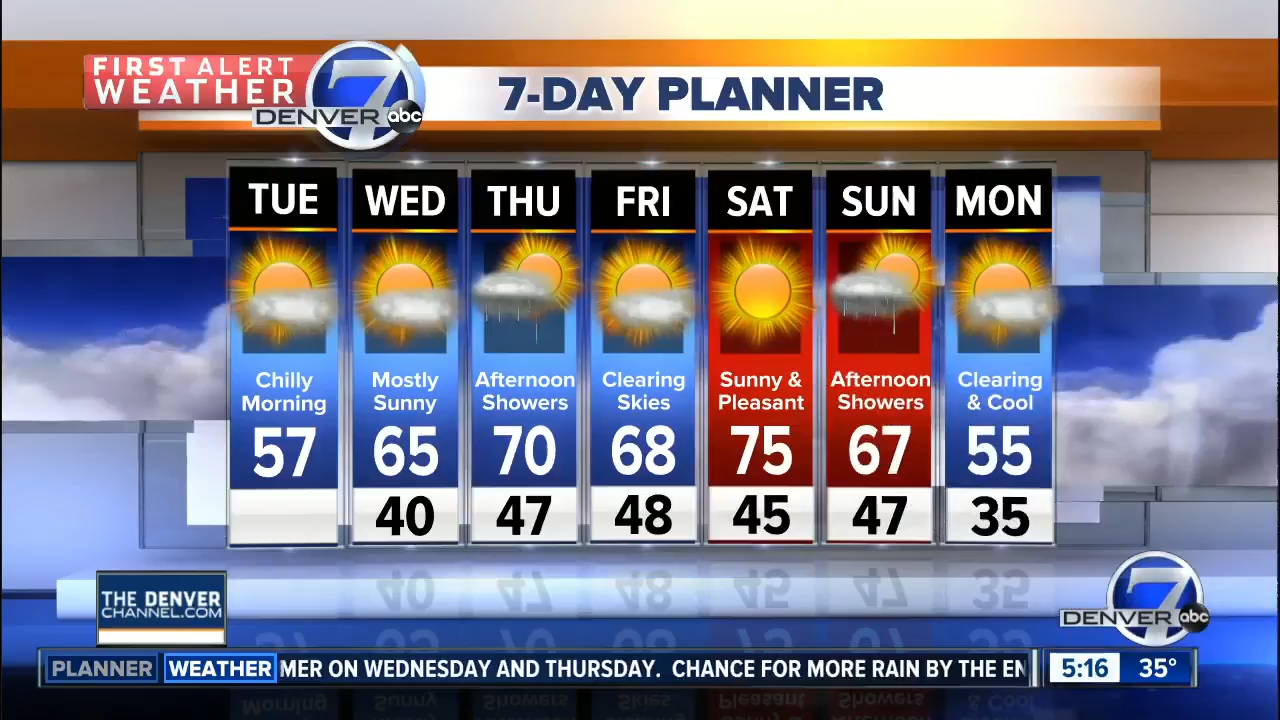 FIRST ALERT
WEATHER
7
DENVER abc
7-DAY PLANNER
TUE WED THU FRI SAT SUN MON
Chilly Mostly Afternoon Clearing Sunny & Afternoon Clearing
Morning Sunny Showers Skies Pleasant Showers & Cool
57 65 70 68 75 67 55
40 47 48 45 47 35
THE DENVER
CHANNEL.COM
7
DENVER abc
PLANNER WEATHER MER ON WEDNESDAY AND THURSDAY. CHANCE FOR MORE RAIN BY THE EN 5:16 35°